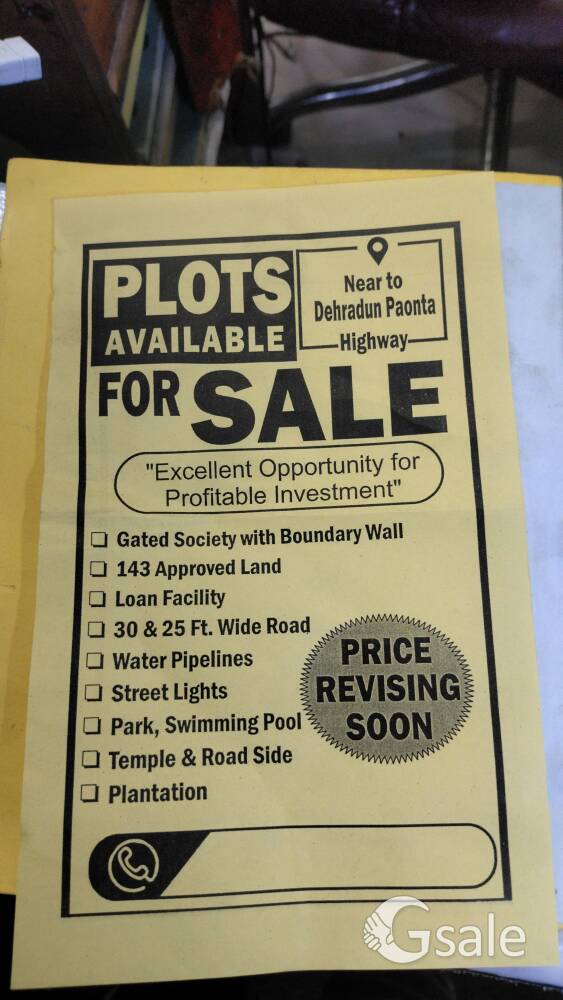 PLOTS
AVAILABLE
Near to
Dehradun Paonta
Highway
FOR SALE
"Excellent Opportunity for
Profitable Investment"
Gated Society with Boundary Wall
143 Approved Land
Loan Facility
30 & 25 Ft. Wide Road
Water Pipelines
Street Lights
Park, Swimming Pool
Temple & Road Side
Plantation
PRICE
REVISING
SOON
Gsale